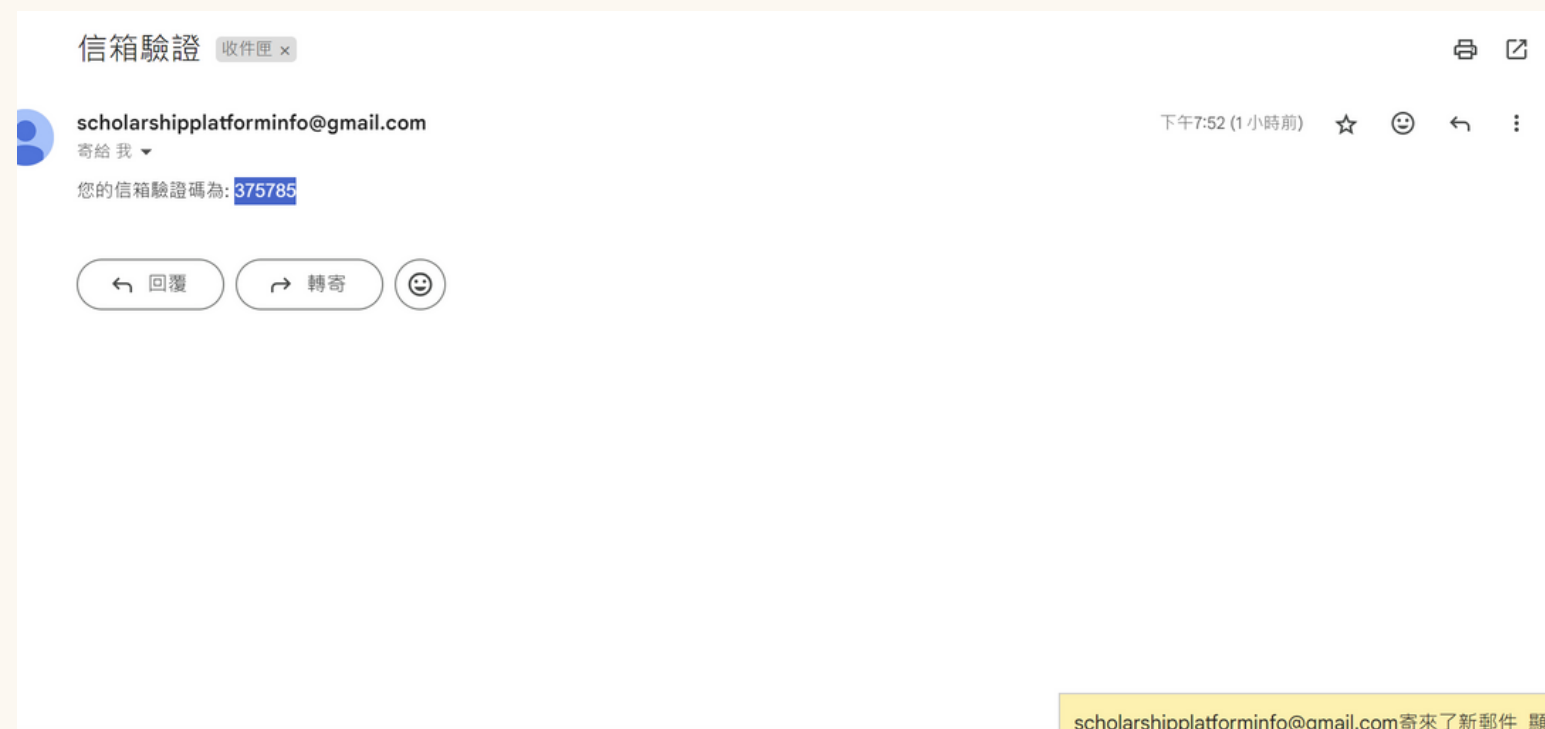 信箱驗證 收件匣 ×
scholarshipplatforminfo@gmail.com 下午7:52 (1 小時前)
寄給 我
您的信箱驗證碼為: 375785
回覆 轉寄
scholarshipplatforminfo@gmail.com寄來了新郵件 顯